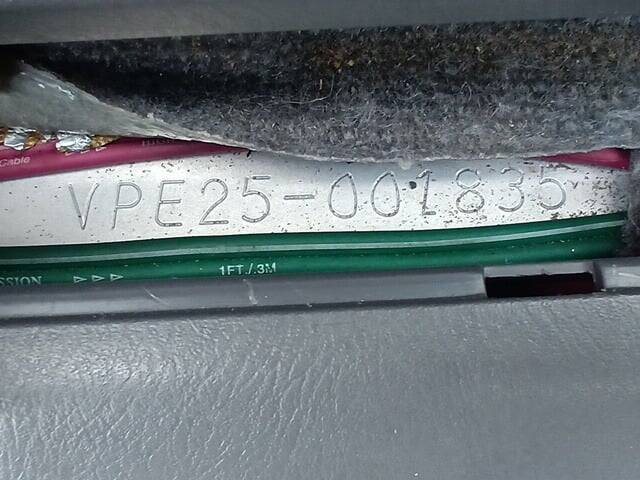 Cable
VPE25-001835
SSION ▷▷▷ 1FT./.3M